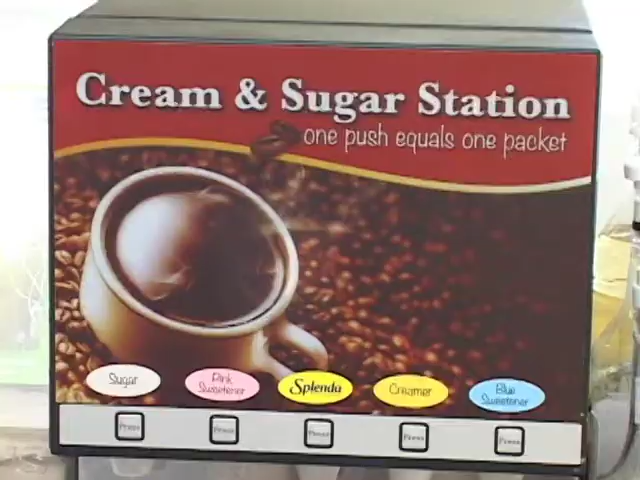 Cream & Sugar Station
one push equals one packet
Sugar
Pink
Sweetener
Splenda
Creamer
Blue
Sweetener
Press
Press
Press
Press
Press